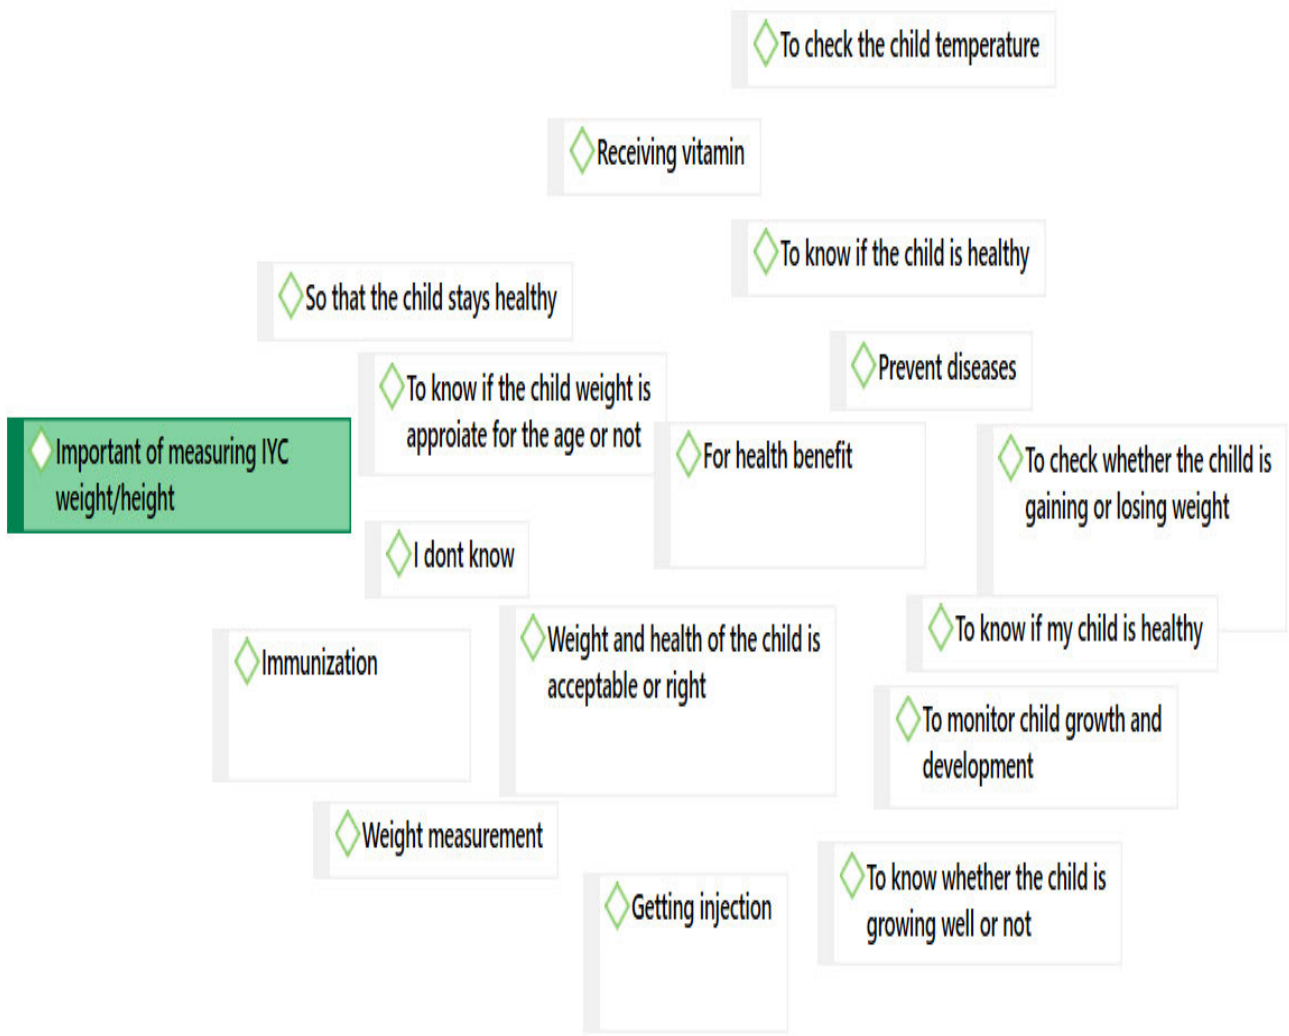 To check the child temperature
Receiving vitamin
To know if the child is healthy
So that the child stays healthy
Prevent diseases
To know if the child weight is
approiate for the age or not
Important of measuring IYC
weight/height
For health benefit
To check whether the chilld is
gaining or losing weight
I dont know
To know if my child is healthy
Immunization
Weight and health of the child is
acceptable or right
To monitor child growth and
development
Weight measurement
To know whether the child is
growing well or not
Getting injection